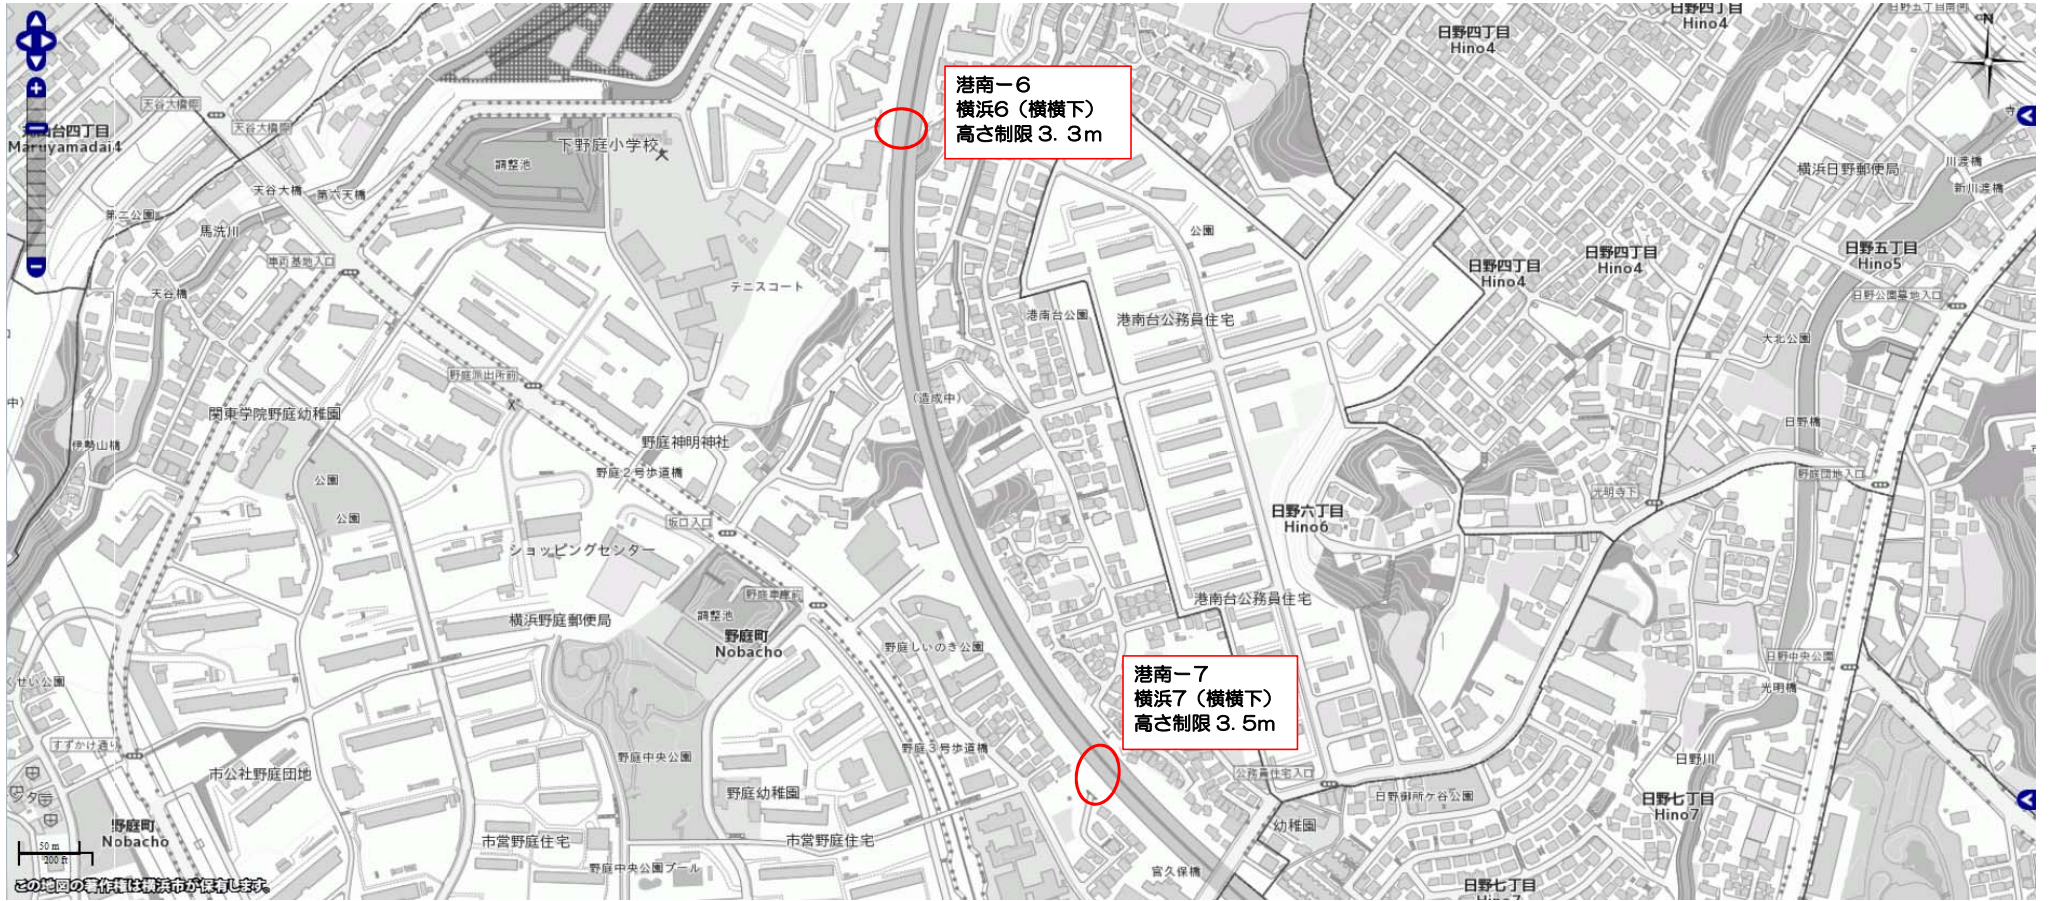 港南－6
横浜6（横横下）
高さ制限 3. 3m
港南－7
横浜7（横横下）
高さ制限 3. 5m
日野四丁目
Hino4
日野四丁目
Hino4
N
天谷大橋際
天谷大橋際
Maruyamadai4
下野庭小学校
調整池
天谷大橋
第六天橋
第二公園
馬洗川
車両基地入口
天谷橋
テニスコート
公園
港南台公園
港南台公務員住宅
日野四丁目
Hino4
日野四丁目
Hino4
横浜日野郵便局
川渡橋
新川渡橋
日野五丁目
Hino5
日野公園墓地入口
大北公園
野庭派出所前
（造成中）
関東学院野庭幼稚園
伊勢山橋
野庭神明神社
野庭２号歩道橋
日野橋
公園
公園
坂口入口
ショッピングセンター
日野六丁目
Hino6
光明寺下
野庭団地入口
横浜野庭郵便局
調整池
野庭車庫前
野庭町
Nobacho
野庭しいのき公園
港南台公務員住宅
日野中央公園
光明橋
くせい公園
すずかけ通り
市公社野庭団地
野庭中央公園
野庭３号歩道橋
野庭幼稚園
公務員住宅入口
日野御所ケ谷公園
日野川
日野七丁目
Hino7
野庭町
Nobacho
市営野庭住宅
市営野庭住宅
幼稚園
野庭中央公園プール
宮久保橋
日野七丁目
50 m
200 ft
この地図の著作権は横浜市が保有します。